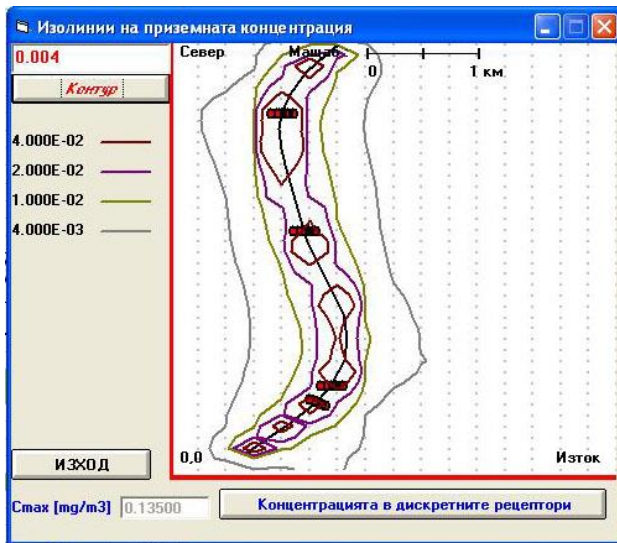 Изолинии на приземната концентрация
0.004
Контур
4.000E-02
2.000E-02
1.000E-02
4.000E-03
Север
Мащаб
0 1 км
0,0
Изток
ИЗХОД
Cmax [mg/m3] 0.13500
Концентрацията в дискретните рецептори